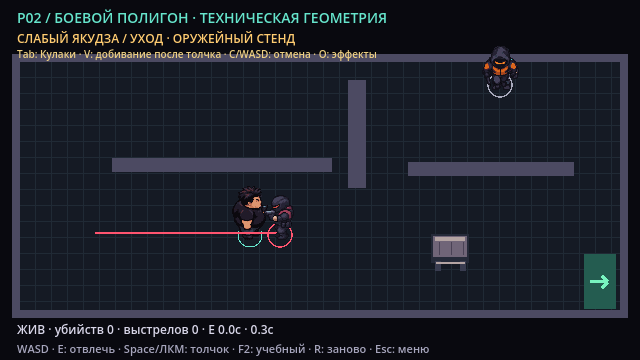 P02 / БОЕВОЙ ПОЛИГОН · ТЕХНИЧЕСКАЯ ГЕОМЕТРИЯ
СЛАБЫЙ ЯКУДЗА / УХОД · ОРУЖЕЙНЫЙ СТЕНД
Tab: Кулаки · V: добивание после толчка · C/WASD: отмена · O: эффекты
ЖИВ · убийств 0 · выстрелов 0 · E 0.0с · 0.3с
WASD · E: отвлечь · Space/ЛКМ: толчок · F2: учебный · R: заново · Esc: меню